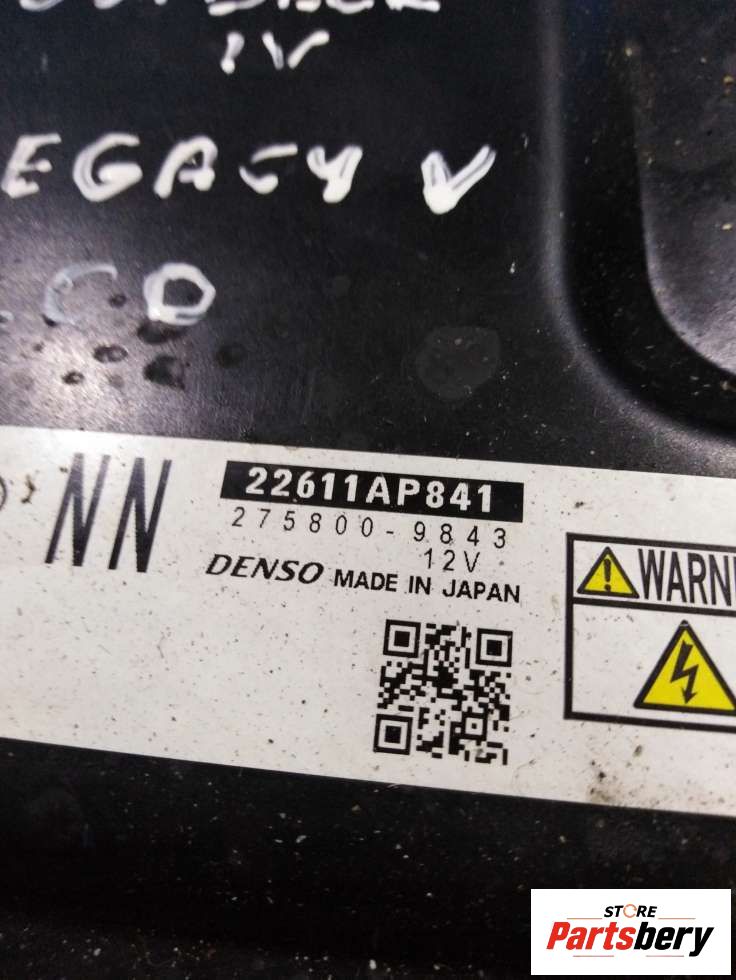 IV
EGACY V
NN
22611AP841
275800-9843
12V
DENSO MADE IN JAPAN
WARN
STORE
Partsbery